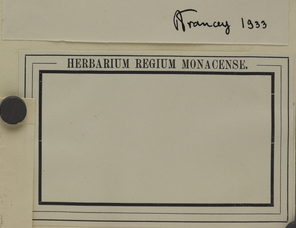 Francey 1933
HERBARIUM REGIUM MONACENSE.